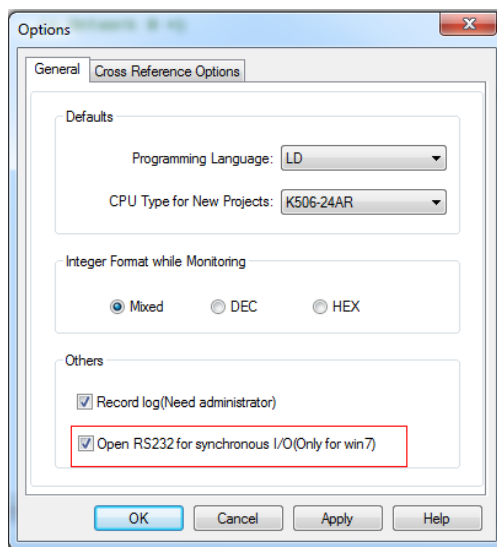 Options
General
Cross Reference Options
Defaults
Programming Language: LD
CPU Type for New Projects: K506-24AR
Integer Format while Monitoring
Mixed DEC HEX
Others
Record log(Need administrator)
Open RS232 for synchronous I/O(Only for win7)
OK Cancel Apply Help